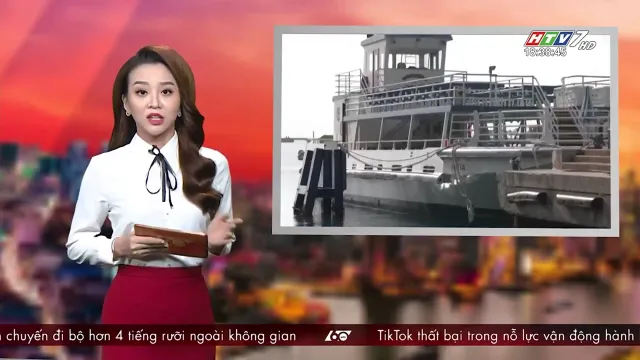 HTV7 HD
18:38:45
chuyến đi bộ hơn 4 tiếng rưỡi ngoài không gian
60
TikTok thất bại trong nỗ lực vận động hành